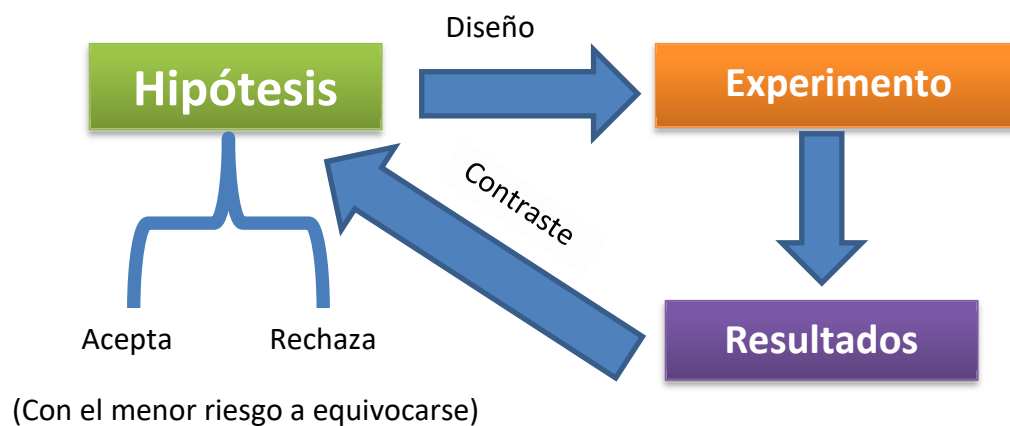 Diseño
Hipótesis
Experimento
Contraste
Resultados
Acepta
Rechaza
(Con el menor riesgo a equivocarse)